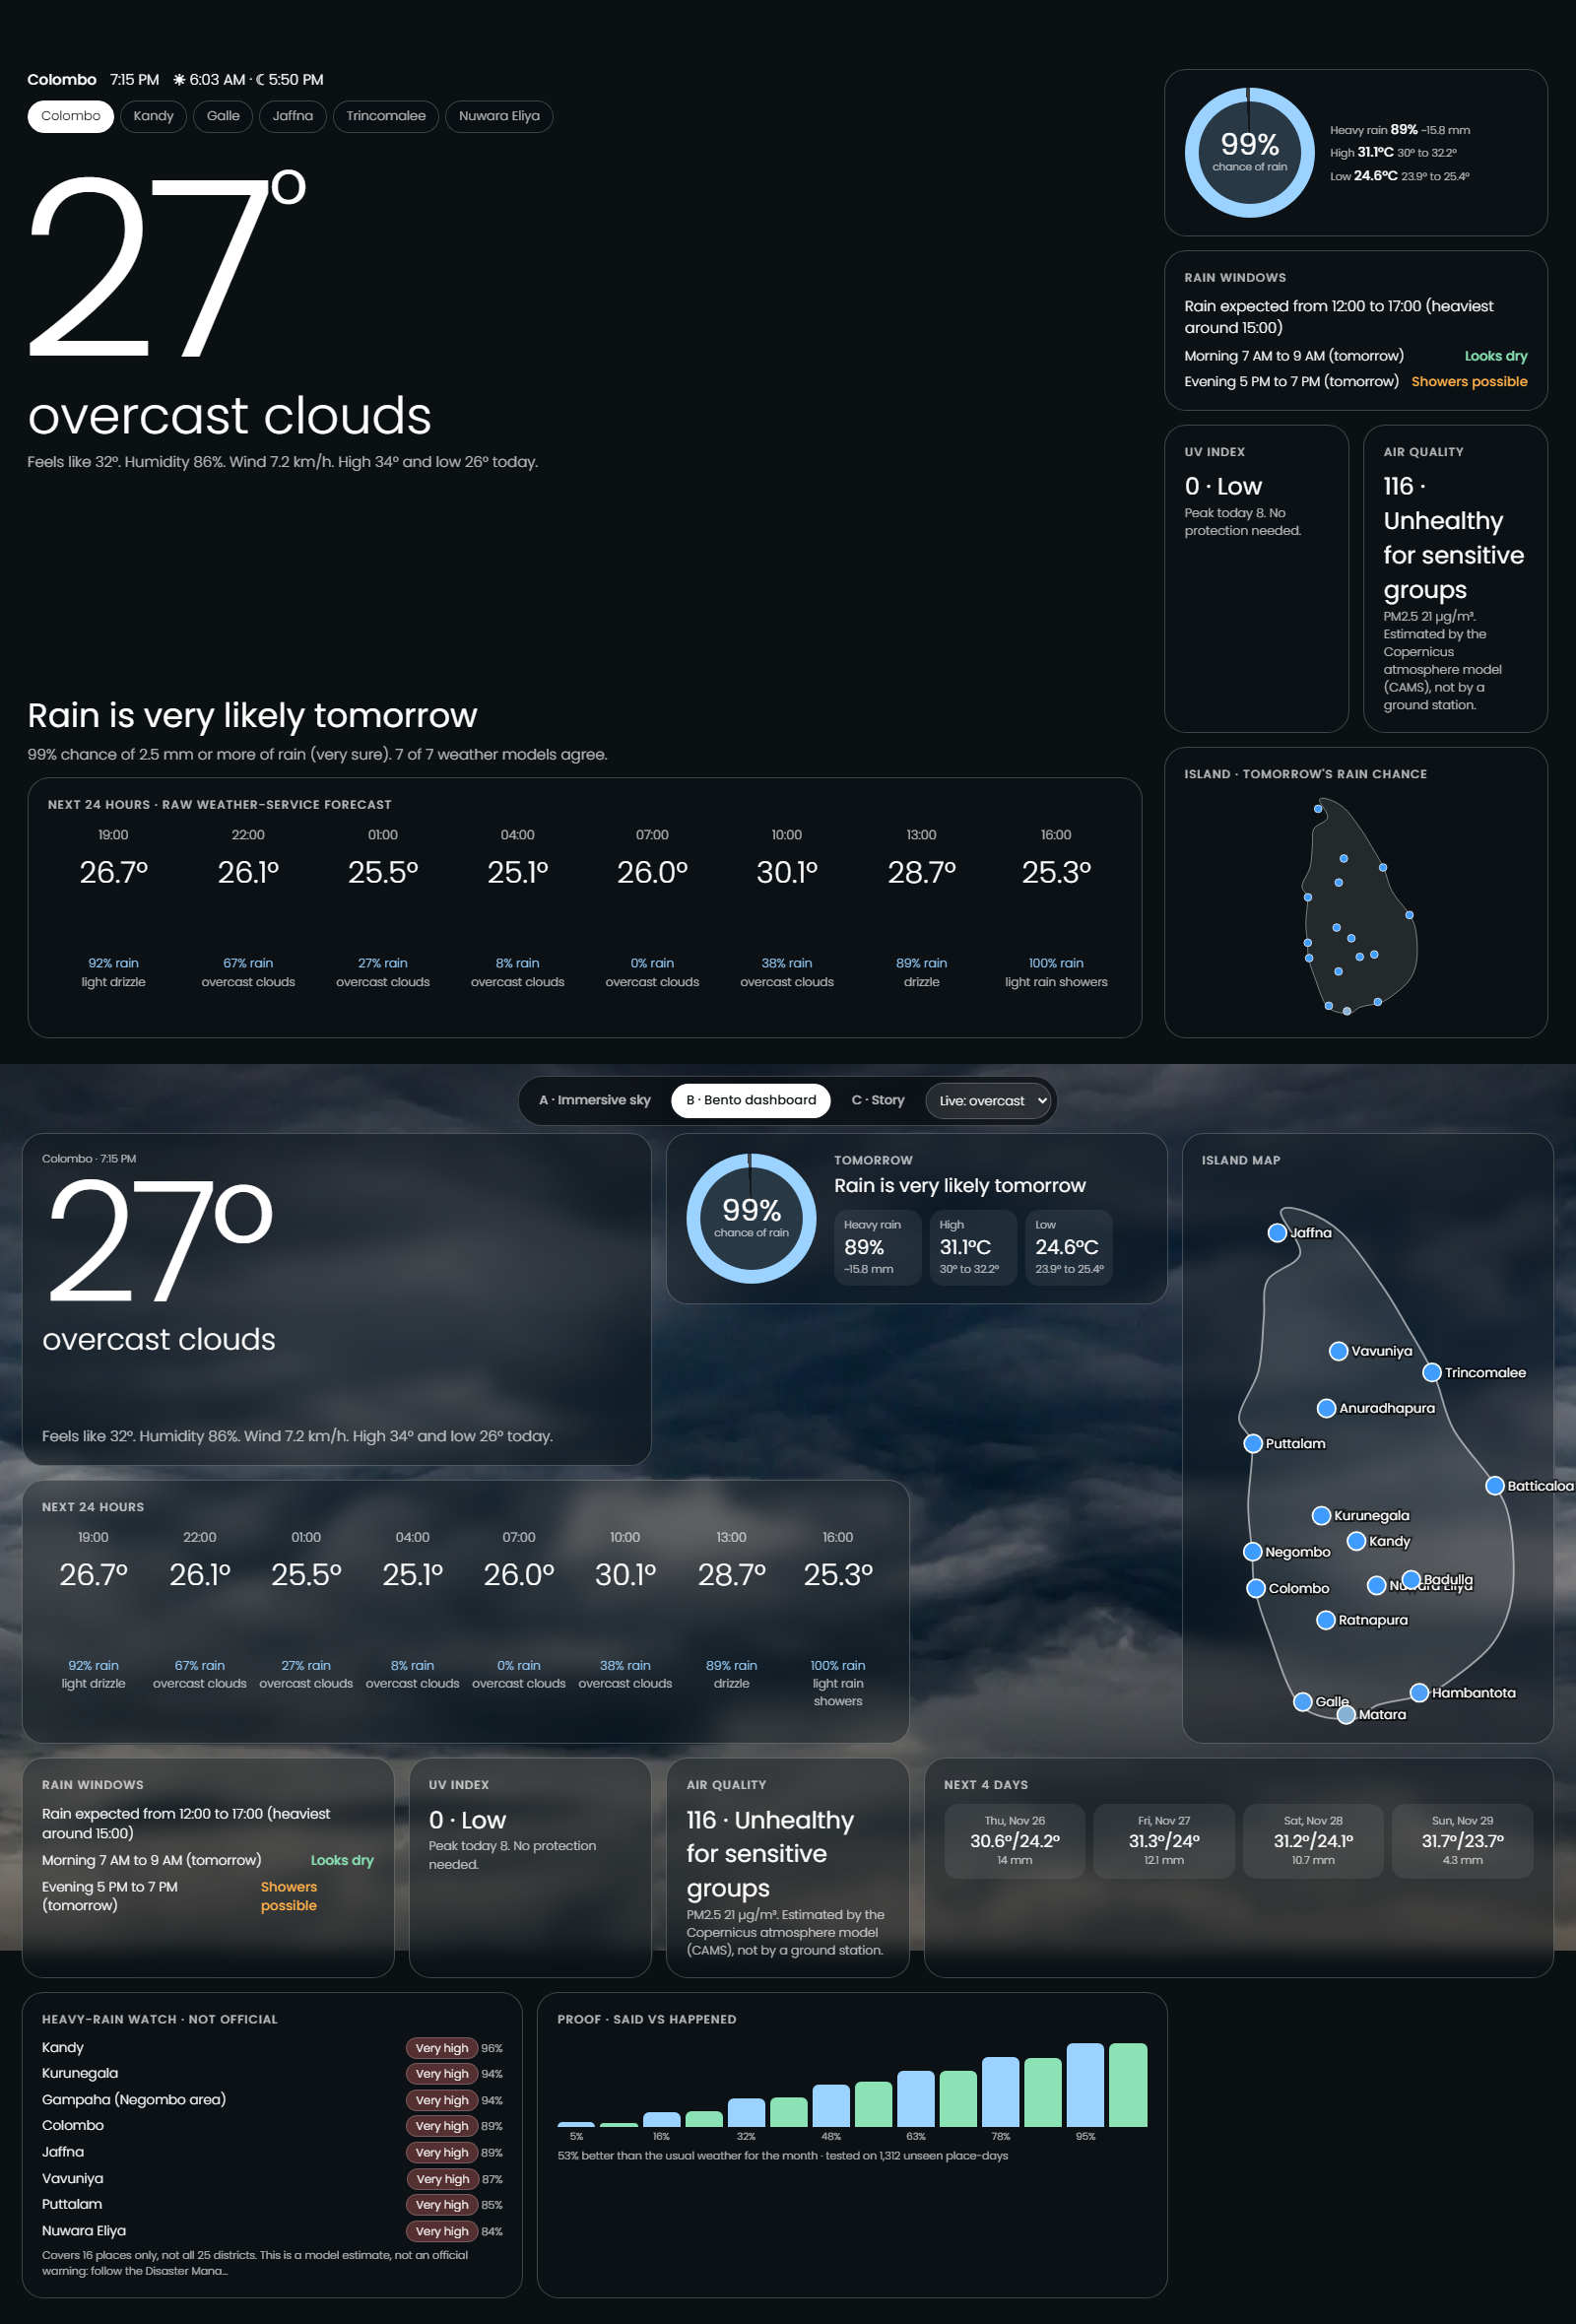 Colombo 7:15 PM ☀ 6:03 AM · ☾ 5:50 PM
Colombo Kandy Galle Jaffna Trincomalee Nuwara Eliya
27°
overcast clouds
Feels like 32°. Humidity 86%. Wind 7.2 km/h. High 34° and low 26° today.
Rain is very likely tomorrow
99% chance of 2.5 mm or more of rain (very sure). 7 of 7 weather models agree.
NEXT 24 HOURS · RAW WEATHER-SERVICE FORECAST
19:00 22:00 01:00 04:00 07:00 10:00 13:00 16:00
26.7° 26.1° 25.5° 25.1° 26.0° 30.1° 28.7° 25.3°
92% rain 67% rain 27% rain 8% rain 0% rain 38% rain 89% rain 100% rain
light drizzle overcast clouds overcast clouds overcast clouds overcast clouds overcast clouds drizzle light rain showers
99%
chance of rain
Heavy rain 89% ~15.8 mm
High 31.1°C 30° to 32.2°
Low 24.6°C 23.9° to 25.4°
RAIN WINDOWS
Rain expected from 12:00 to 17:00 (heaviest
around 15:00)
Morning 7 AM to 9 AM (tomorrow) Looks dry
Evening 5 PM to 7 PM (tomorrow) Showers possible
UV INDEX
0 · Low
Peak today 8. No
protection needed.
AIR QUALITY
116 ·
Unhealthy
for sensitive
groups
PM2.5 21 µg/m³.
Estimated by the
Copernicus
atmosphere model
(CAMS), not by a
ground station.
ISLAND · TOMORROW'S RAIN CHANCE
A · Immersive sky B · Bento dashboard C · Story Live: overcast
Colombo · 7:15 PM
27°
overcast clouds
Feels like 32°. Humidity 86%. Wind 7.2 km/h. High 34° and low 26° today.
99%
chance of rain
TOMORROW
Rain is very likely tomorrow
Heavy rain High Low
89% 31.1°C 24.6°C
~15.8 mm 30° to 32.2° 23.9° to 25.4°
ISLAND MAP
Jaffna
Vavuniya
Trincomalee
Anuradhapura
Puttalam
Batticaloa
Kurunegala
Kandy
Negombo
Badulla
Nuwara Eliya
Colombo
Ratnapura
Hambantota
Galle
Matara
NEXT 24 HOURS
19:00 22:00 01:00 04:00 07:00 10:00 13:00 16:00
26.7° 26.1° 25.5° 25.1° 26.0° 30.1° 28.7° 25.3°
92% rain 67% rain 27% rain 8% rain 0% rain 38% rain 89% rain 100% rain
light drizzle overcast clouds overcast clouds overcast clouds overcast clouds overcast clouds drizzle light rain
showers
RAIN WINDOWS
Rain expected from 12:00 to 17:00 (heaviest
around 15:00)
Morning 7 AM to 9 AM (tomorrow) Looks dry
Evening 5 PM to 7 PM Showers
(tomorrow) possible
UV INDEX
0 · Low
Peak today 8. No protection
needed.
AIR QUALITY
116 · Unhealthy
for sensitive
groups
PM2.5 21 µg/m³. Estimated by the
Copernicus atmosphere model
(CAMS), not by a ground station.
NEXT 4 DAYS
Thu, Nov 26 Fri, Nov 27 Sat, Nov 28 Sun, Nov 29
30.6°/24.2° 31.3°/24° 31.2°/24.1° 31.7°/23.7°
14 mm 12.1 mm 10.7 mm 4.3 mm
HEAVY-RAIN WATCH · NOT OFFICIAL
Kandy Very high 96%
Kurunegala Very high 94%
Gampaha (Negombo area) Very high 94%
Colombo Very high 89%
Jaffna Very high 89%
Vavuniya Very high 87%
Puttalam Very high 85%
Nuwara Eliya Very high 84%
Covers 16 places only, not all 25 districts. This is a model estimate, not an official
warning: follow the Disaster Mana...
PROOF · SAID VS HAPPENED
5% 16% 32% 48% 63% 78% 95%
53% better than the usual weather for the month · tested on 1,312 unseen place-days